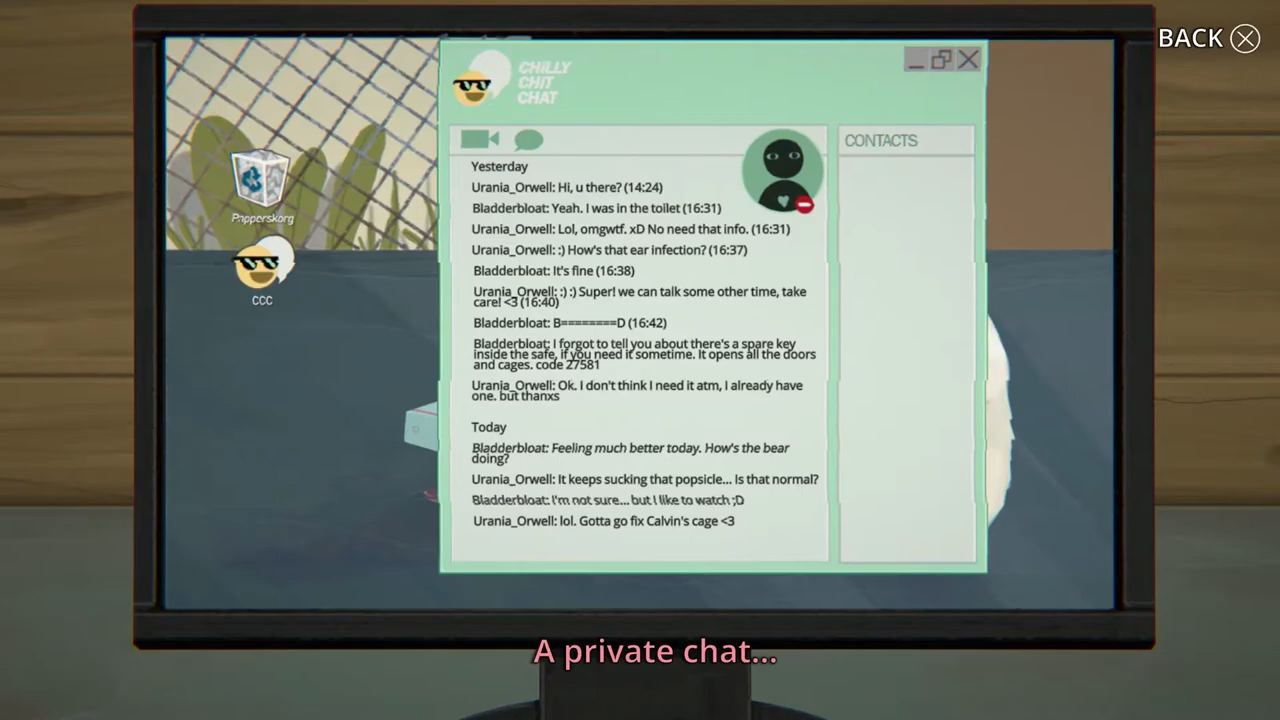 BACK
CHILLY
CHIT
CHAT
CONTACTS
Papperskorg
CCC
Yesterday
Urania_Orwell: Hi, u there? (14:24)
Bladderbloat: Yeah. I was in the toilet (16:31)
Urania_Orwell: Lol, omgwtf. xD No need that info. (16:31)
Urania_Orwell: :) How's that ear infection? (16:37)
Bladderbloat: It's fine (16:38)
Urania_Orwell: :) :) Super! we can talk some other time, take
care! <3 (16:40)
Bladderbloat: B========D (16:42)
Bladderbloat: I forgot to tell you about there's a spare key
inside the safe, if you need it sometime. It opens all the doors
and cages. code 27581
Urania_Orwell: Ok. I don't think I need it atm, I already have
one. but thanxs
Today
Bladderbloat: Feeling much better today. How's the bear
doing?
Urania_Orwell: It keeps sucking that popsicle... Is that normal?
Bladderbloat: I'm not sure... but I like to watch ;D
Urania_Orwell: lol. Gotta go fix Calvin's cage <3
A private chat...